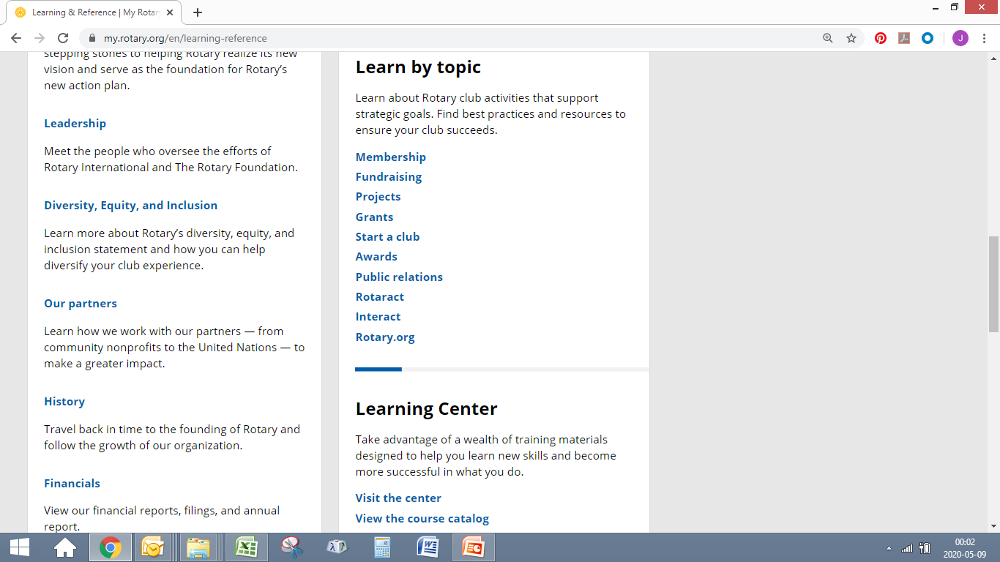 Learning & Reference | My Rotar
my.rotary.org/en/learning-reference
J
stepping stones to helping Rotary realize its new
vision and serve as the foundation for Rotary's
new action plan.
Leadership
Meet the people who oversee the efforts of
Rotary International and The Rotary Foundation.
Diversity, Equity, and Inclusion
Learn more about Rotary's diversity, equity, and
inclusion statement and how you can help
diversify your club experience.
Our partners
Learn how we work with our partners — from
community nonprofits to the United Nations — to
make a greater impact.
History
Travel back in time to the founding of Rotary and
follow the growth of our organization.
Financials
View our financial reports, filings, and annual
report.
Learn by topic
Learn about Rotary club activities that support
strategic goals. Find best practices and resources to
ensure your club succeeds.
Membership
Fundraising
Projects
Grants
Start a club
Awards
Public relations
Rotaract
Interact
Rotary.org
Learning Center
Take advantage of a wealth of training materials
designed to help you learn new skills and become
more successful in what you do.
Visit the center
View the course catalog
00:02
2020-05-09